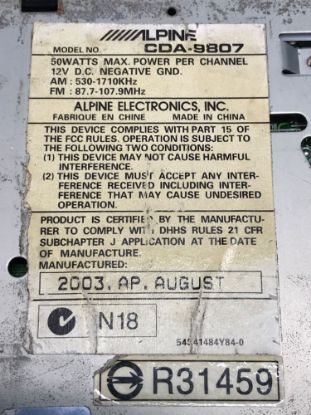 ALPINE
MODEL NO. CDA-9807
50WATTS MAX. POWER PER CHANNEL
12V D.C. NEGATIVE GND.
AM : 530-1710KHz
FM : 87.7-107.9MHz
ALPINE ELECTRONICS, INC.
FABRIQUE EN CHINE MADE IN CHINA
THIS DEVICE COMPLIES WITH PART 15 OF
THE FCC RULES. OPERATION IS SUBJECT TO
THE FOLLOWING TWO CONDITIONS:
(1) THIS DEVICE MAY NOT CAUSE HARMFUL
INTERFERENCE.
(2) THIS DEVICE MUST ACCEPT ANY INTER-
FERENCE RECEIVED INCLUDING INTER-
FERENCE THAT MAY CAUSE UNDESIRED
OPERATION.
PRODUCT IS CERTIFIED BY THE MANUFACTU-
RER TO COMPLY WITH DHHS RULES 21 CFR
SUBCHAPTER J APPLICATION AT THE DATE
OF MANUFACTURE.
MANUFACTURED:
2003. AP. AUGUST
N18
54541484Y84-0
R31459